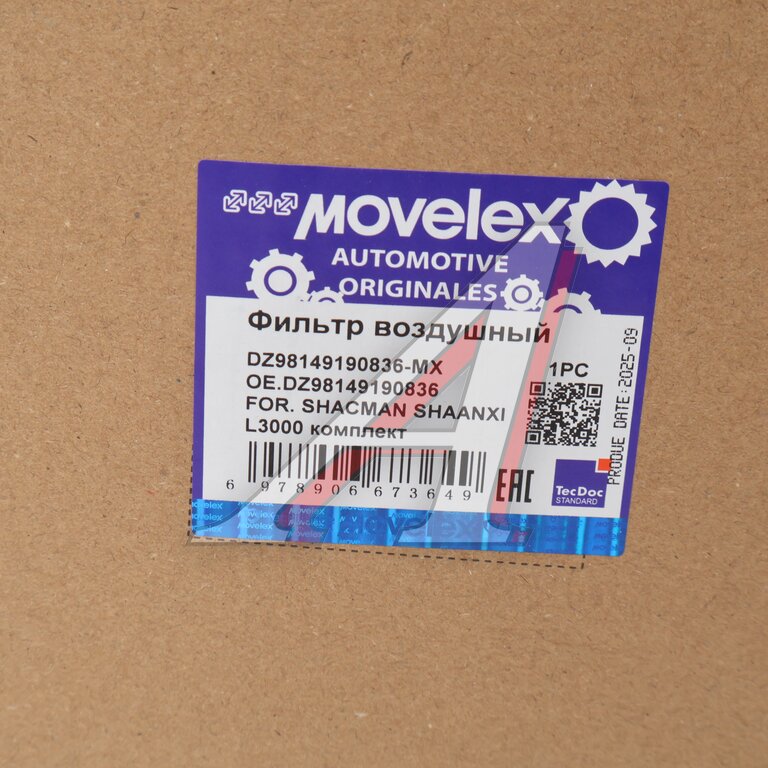 Movelex
AUTOMOTIVE
ORIGINALES
Фильтр воздушный
DZ98149190836-MX
1PC
OE.DZ98149190836
FOR. SHACMAN SHAANXI
L3000 комплект
6 978906 673649
EAC
TecDoc
STANDARD
PRODUE DATE:2025-09
Movelex